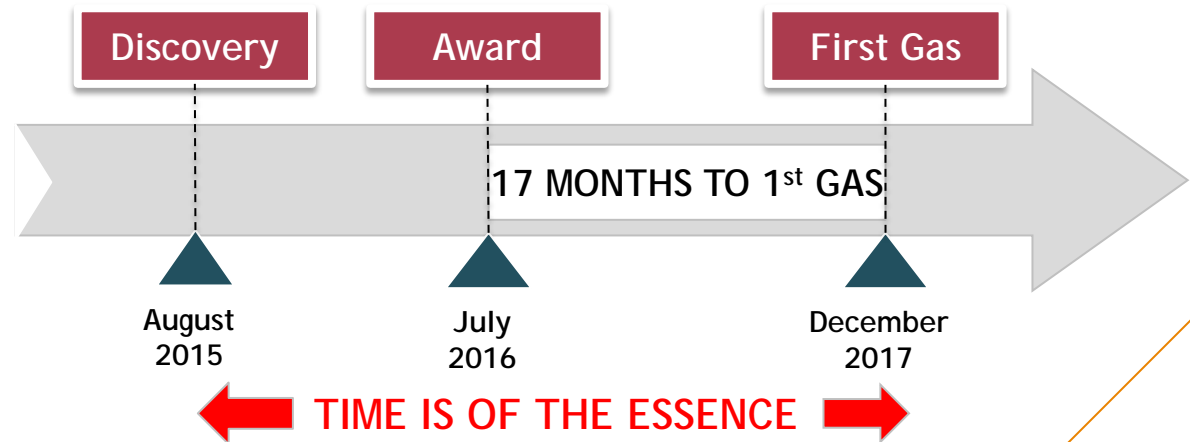 Discovery
Award
First Gas
17 MONTHS TO 1st GAS
August
2015
July
2016
December
2017
TIME IS OF THE ESSENCE